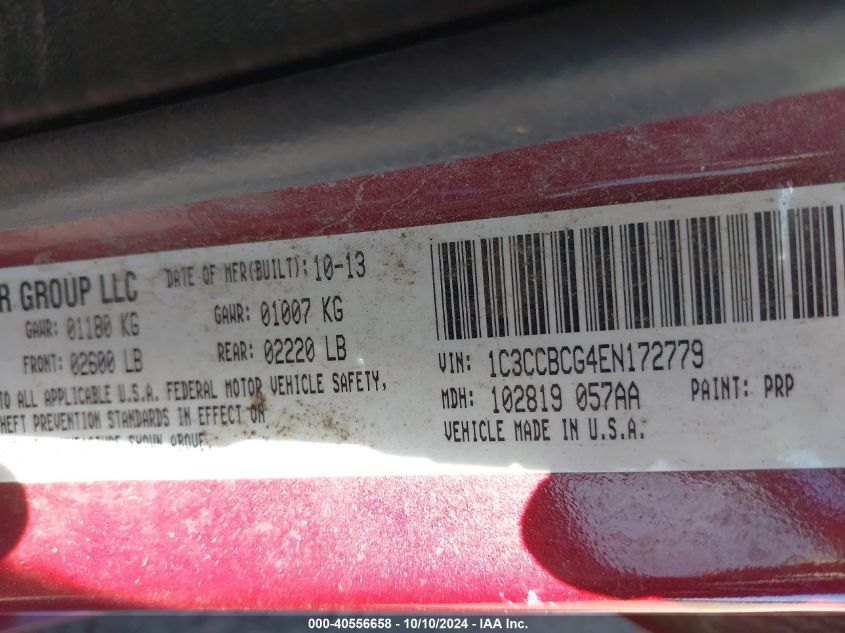 R GROUP LLC DATE OF MFR(BUILT): 10-13
GAWR: 01180 KG GAWR: 01007 KG
FRONT: 02600 LB REAR: 02220 LB
TO ALL APPLICABLE U.S.A. FEDERAL MOTOR VEHICLE SAFETY,
HEFT PREVENTION STANDARDS IN EFFECT ON
SHOWN ABOVE.
VIN: 1C3CCBCG4EN172779
MDH: 102819 057AA PAINT: PRP
VEHICLE MADE IN U.S.A.
000-40556658 - 10/10/2024 - IAA Inc.